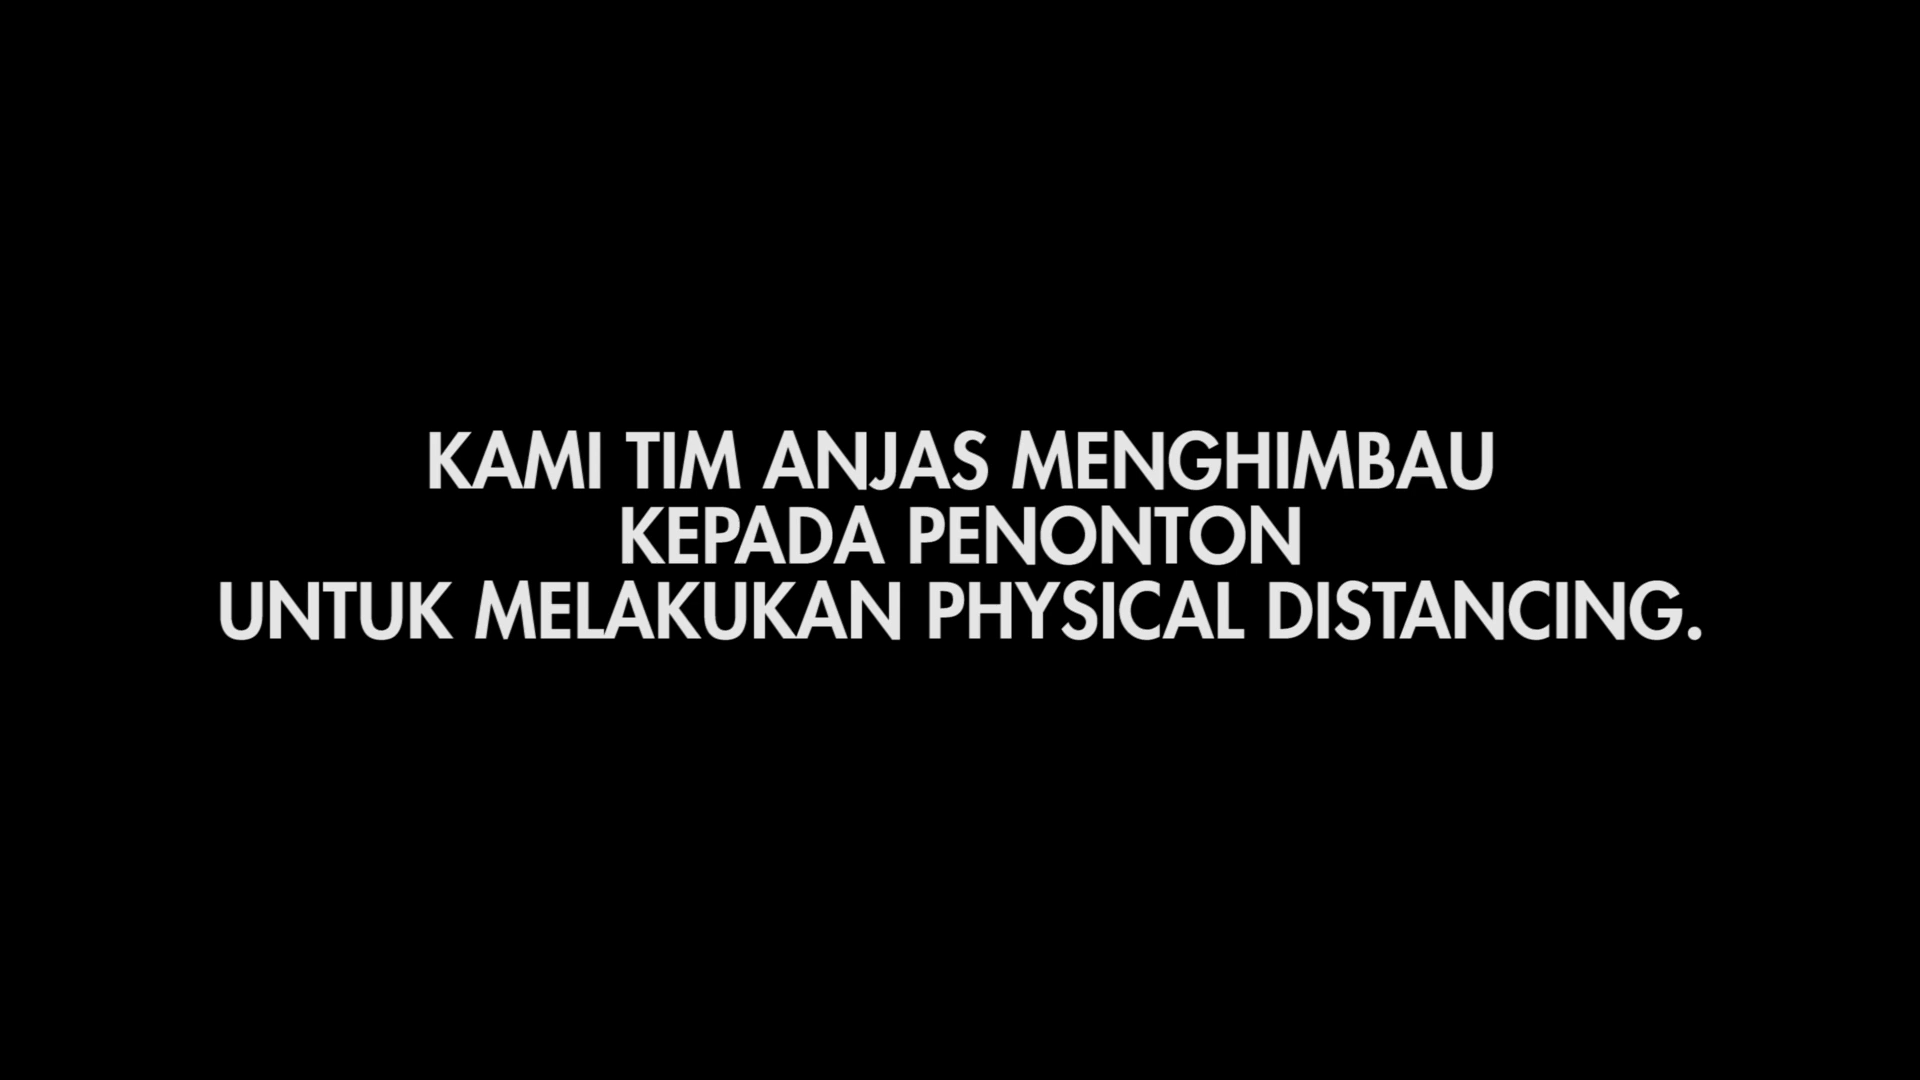 KAMI TIM ANJAS MENGHIMBAU
KEPADA PENONTON
UNTUK MELAKUKAN PHYSICAL DISTANCING.